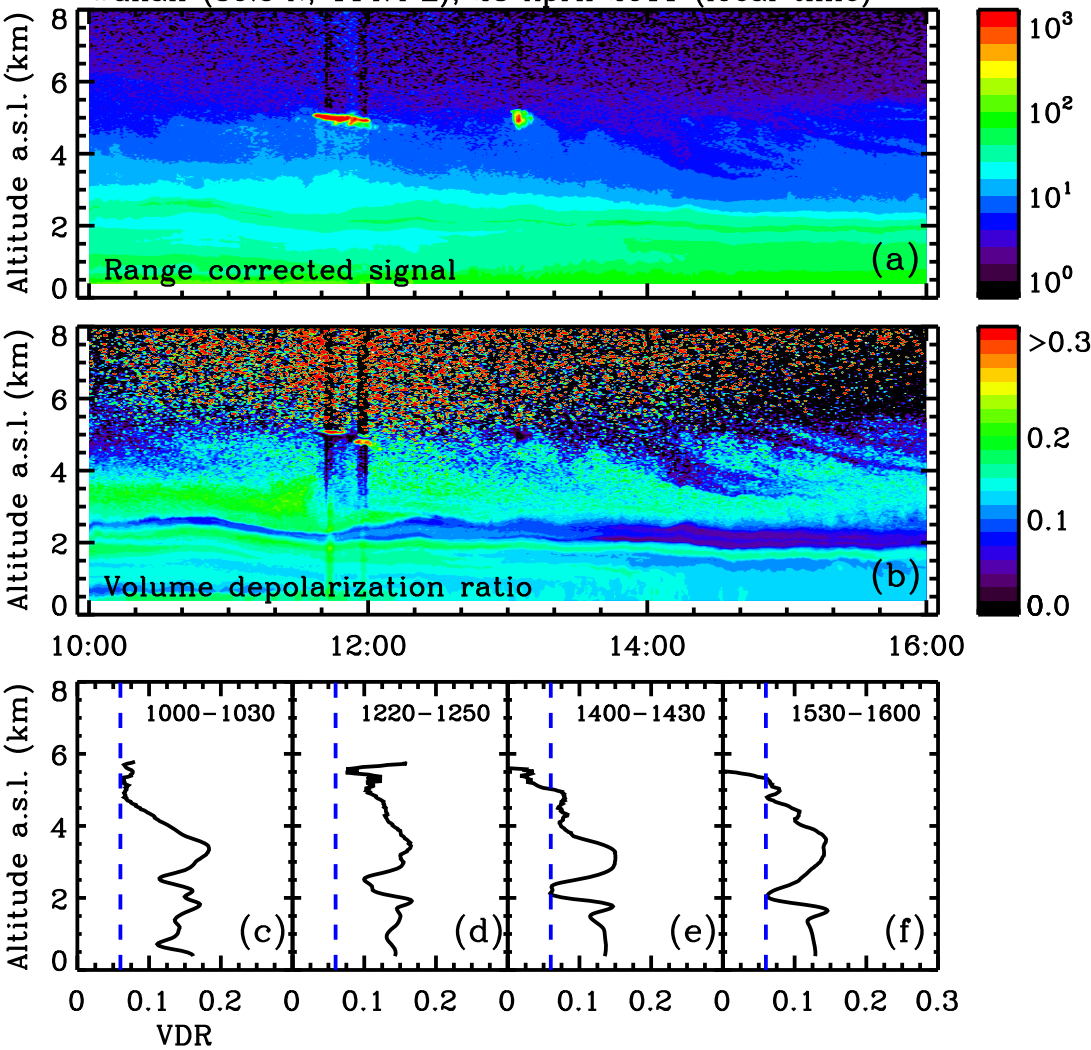 8
6
4
2
0
Altitude a.s.l. (km)
Range corrected signal
(a)
10³
10²
10¹
10⁰
8
6
4
2
0
Altitude a.s.l. (km)
Volume depolarization ratio
(b)
>0.3
0.2
0.1
0.0
10:00 12:00 14:00 16:00
8
6
4
2
0
Altitude a.s.l. (km)
1000-1030 1220-1250 1400-1430 1530-1600
(c) (d) (e) (f)
0 0.1 0.2 0 0.1 0.2 0 0.1 0.2 0 0.1 0.2 0.3
VDR